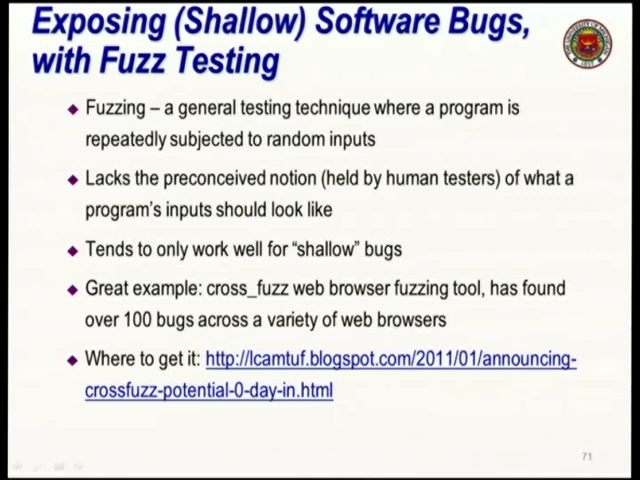 Exposing (Shallow) Software Bugs,
with Fuzz Testing
Fuzzing – a general testing technique where a program is
repeatedly subjected to random inputs
Lacks the preconceived notion (held by human testers) of what a
program's inputs should look like
Tends to only work well for “shallow” bugs
Great example: cross_fuzz web browser fuzzing tool, has found
over 100 bugs across a variety of web browsers
Where to get it: http://lcamtuf.blogspot.com/2011/01/announcing-
crossfuzz-potential-0-day-in.html
71